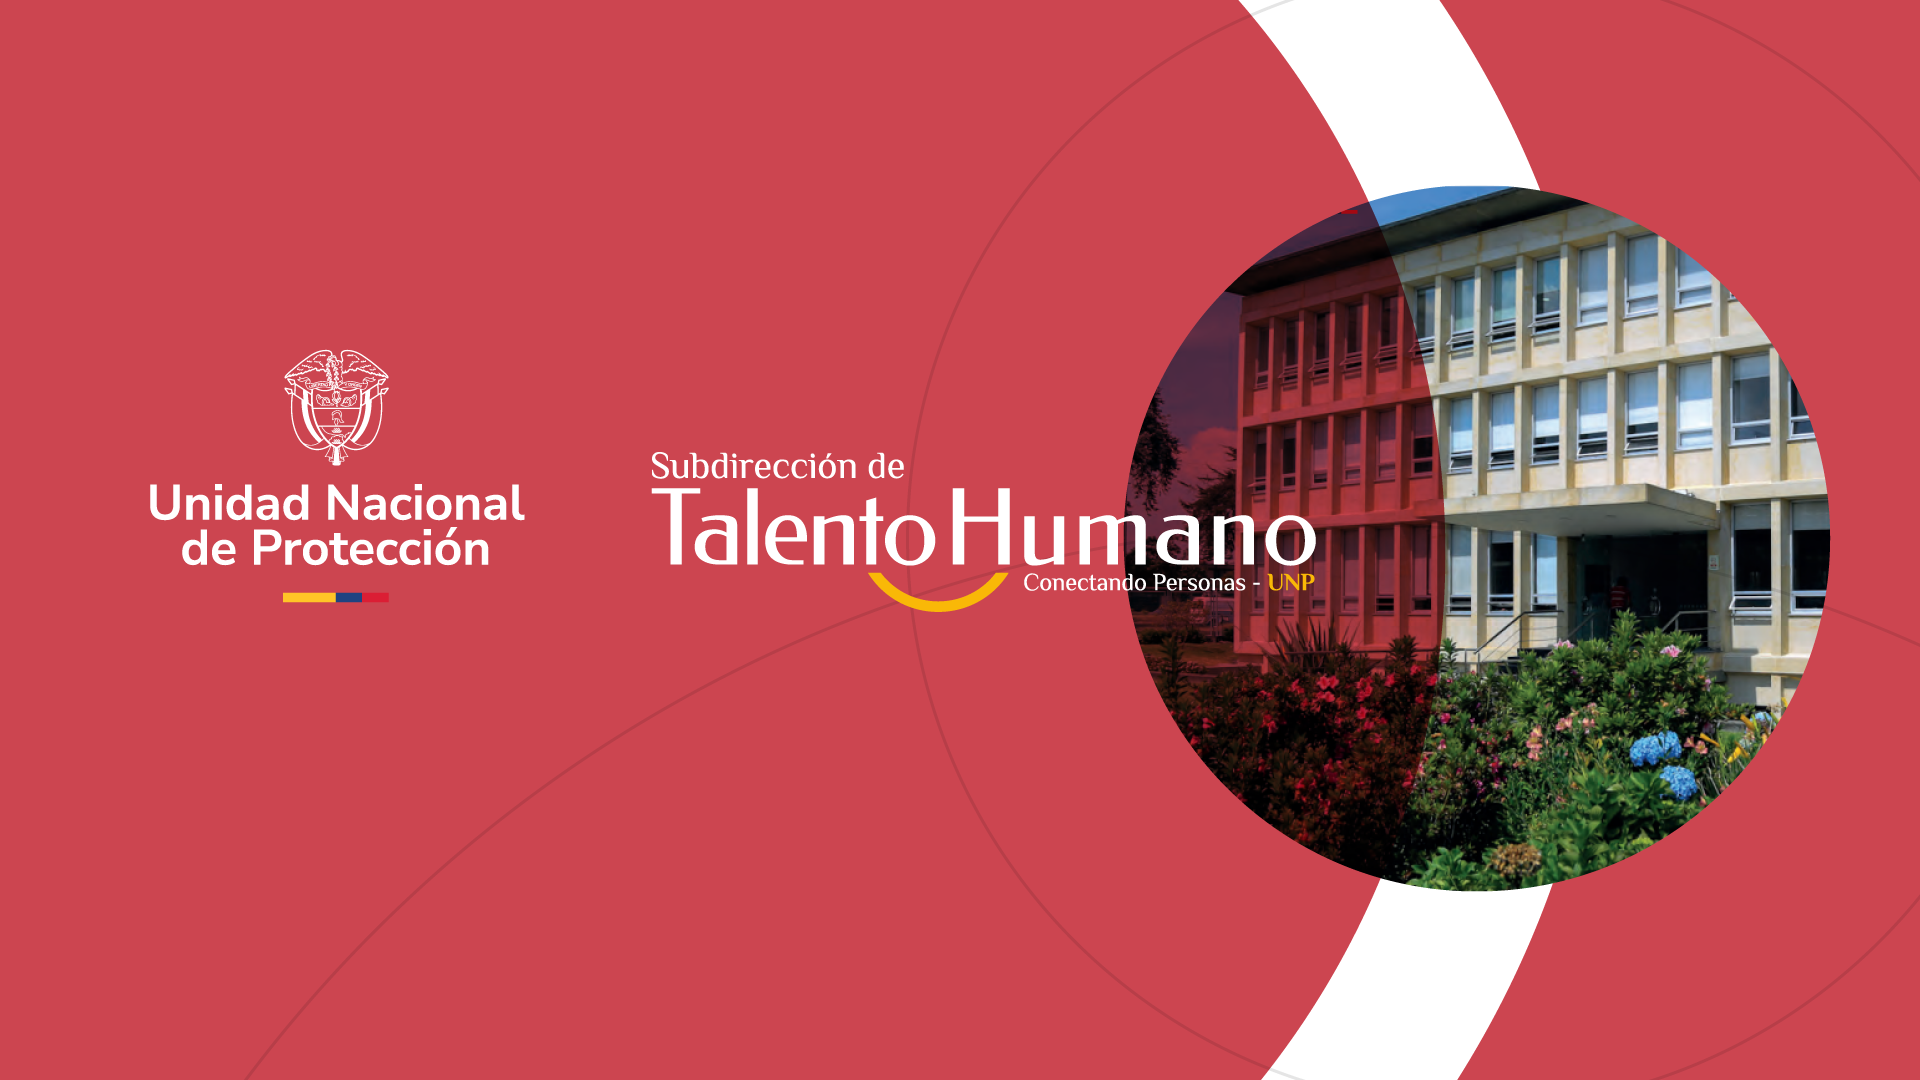 Unidad Nacional
de Protección
Subdirección de
Talento Humano
Conectando Personas - UNP